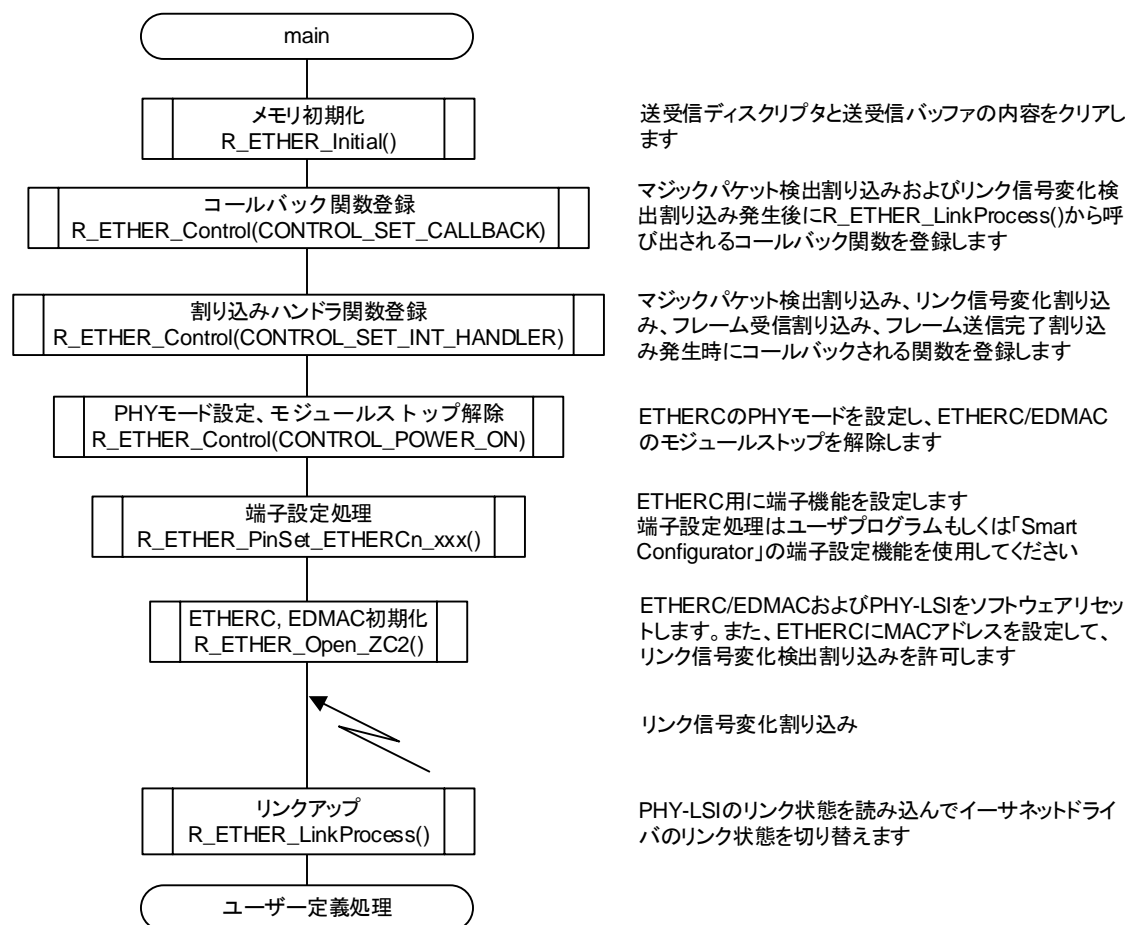 main
メモリ初期化
R_ETHER_Initial()
送受信ディスクリプタと送受信バッファの内容をクリアし
ます
コールバック関数登録
R_ETHER_Control(CONTROL_SET_CALLBACK)
マジックパケット検出割り込みおよびリンク信号変化検
出割り込み発生後にR_ETHER_LinkProcess()から呼
び出されるコールバック関数を登録します
割り込みハンドラ関数登録
R_ETHER_Control(CONTROL_SET_INT_HANDLER)
マジックパケット検出割り込み、リンク信号変化割り込
み、フレーム受信割り込み、フレーム送信完了割り込
み発生時にコールバックされる関数を登録します
PHYモード設定、モジュールストップ解除
R_ETHER_Control(CONTROL_POWER_ON)
ETHERCのPHYモードを設定し、ETHERC/EDMAC
のモジュールストップを解除します
端子設定処理
R_ETHER_PinSet_ETHERCn_xxx()
ETHERC用に端子機能を設定します
端子設定処理はユーザプログラムもしくは「Smart
Configurator」の端子設定機能を使用してください
ETHERC, EDMAC初期化
R_ETHER_Open_ZC2()
ETHERC/EDMACおよびPHY-LSIをソフトウェアリセッ
トします。また、ETHERCにMACアドレスを設定して、
リンク信号変化検出割り込みを許可します
リンク信号変化割り込み
リンクアップ
R_ETHER_LinkProcess()
PHY-LSIのリンク状態を読み込んでイーサネットドライ
バのリンク状態を切り替えます
ユーザー定義処理